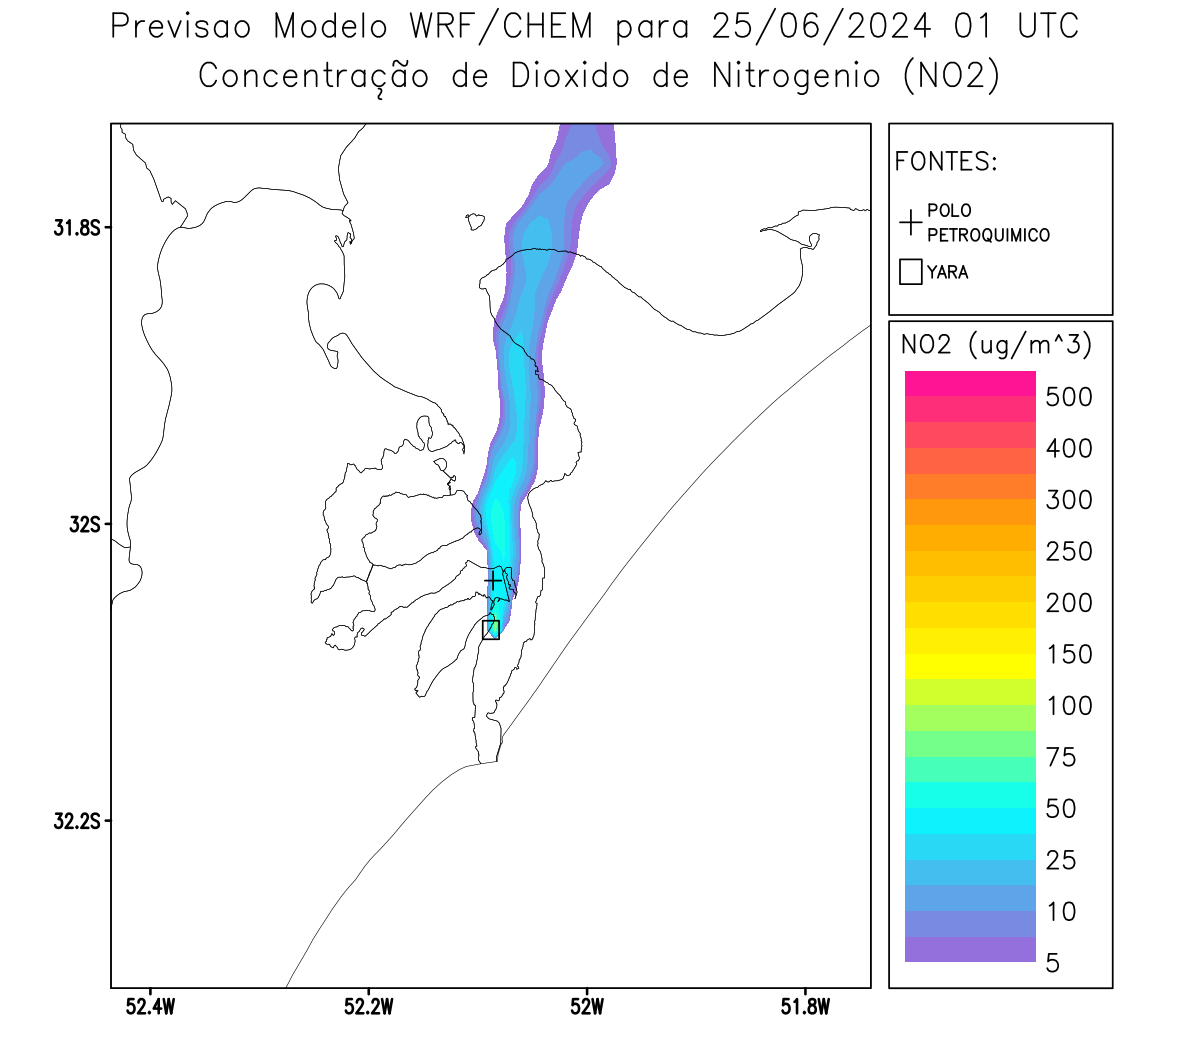 Previsao Modelo WRF/CHEM para 25/06/2024 01 UTC
Concentração de Dioxido de Nitrogenio (NO2)
FONTES:
POLO
PETROQUIMICO
YARA
NO2 (ug/m^3)
500
400
300
250
200
150
100
75
50
25
10
5
31.8S
32S
32.2S
52.4W
52.2W
52W
51.8W